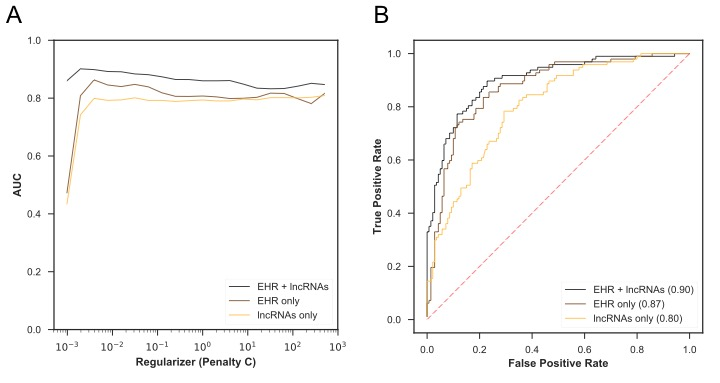 A
B
1.0
0.8
0.6
0.4
0.2
0.0
AUC
10⁻³
10⁻²
10⁻¹
10⁰
10¹
10²
10³
Regularizer (Penalty C)
EHR + lncRNAs
EHR only
lncRNAs only
1.0
0.8
0.6
0.4
0.2
0.0
True Positive Rate
0.0
0.2
0.4
0.6
0.8
1.0
False Positive Rate
EHR + lncRNAs (0.90)
EHR only (0.87)
lncRNAs only (0.80)